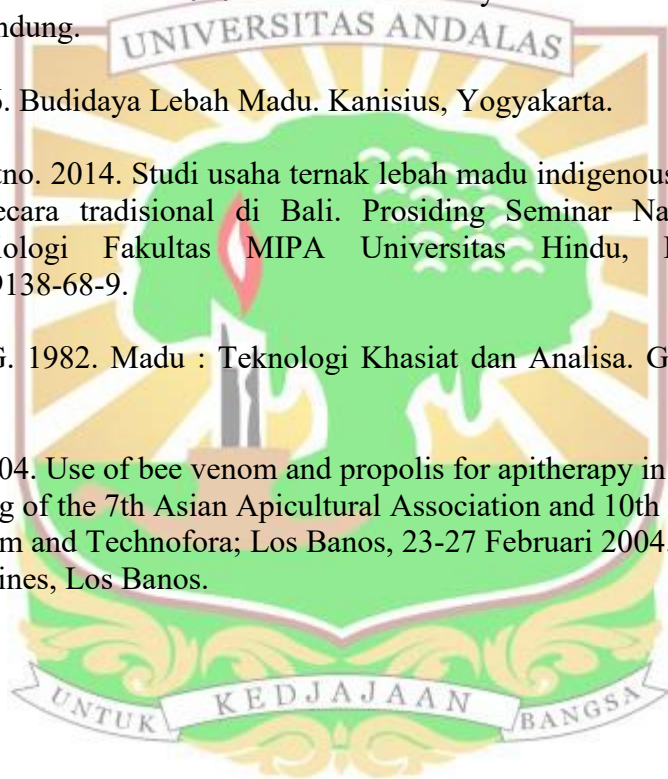 ndung.
UNIVERSITAS ANDALAS
. Budidaya Lebah Madu. Kanisius, Yogyakarta.
tno. 2014. Studi usaha ternak lebah madu indigenous
ecara tradisional di Bali. Prosiding Seminar Na
ologi Fakultas MIPA Universitas Hindu,
9138-68-9.
G. 1982. Madu : Teknologi Khasiat dan Analisa. G
04. Use of bee venom and propolis for apitherapy in
g of the 7th Asian Apicultural Association and 10th
m and Technofora; Los Banos, 23-27 Februari 2004.
ines, Los Banos.
UNTUK KEDJAJAAN BANGSA